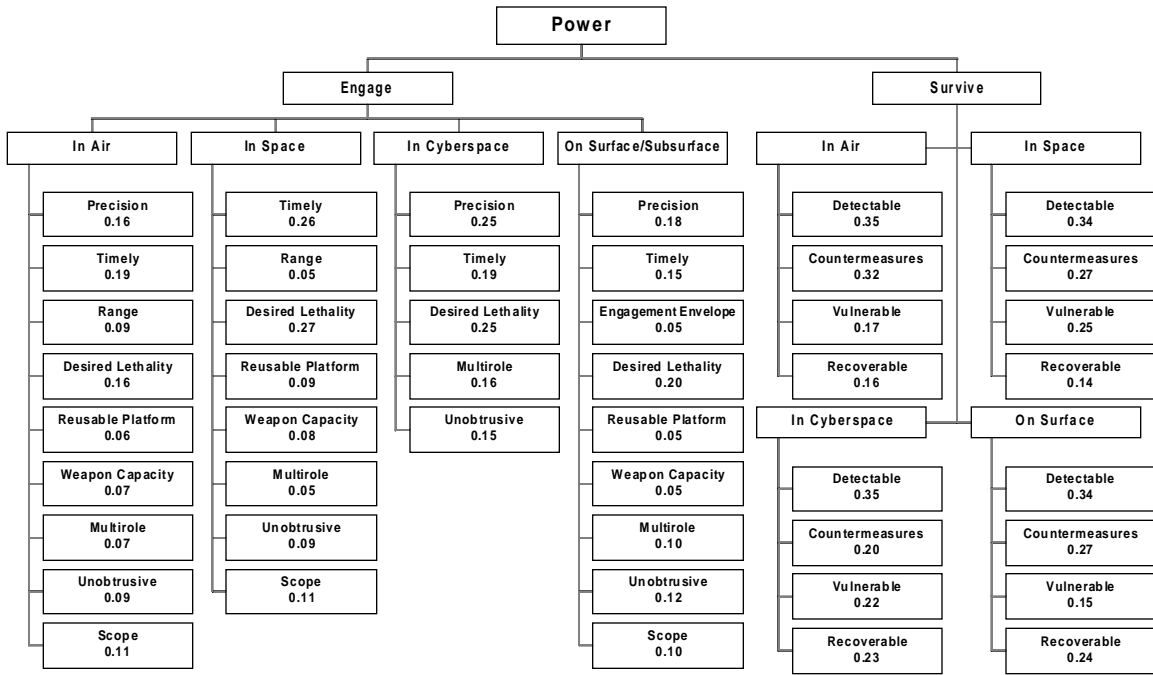 Power
Engage
Survive
In Air
In Space
In Cyberspace
On Surface/Subsurface
In Air
In Space
Precision
0.16
Timely
0.19
Range
0.09
Desired Lethality
0.16
Reusable Platform
0.06
Weapon Capacity
0.07
Multirole
0.07
Unobtrusive
0.09
Scope
0.11
Timely
0.26
Range
0.05
Desired Lethality
0.27
Reusable Platform
0.09
Weapon Capacity
0.08
Multirole
0.05
Unobtrusive
0.09
Scope
0.11
Precision
0.25
Timely
0.19
Desired Lethality
0.25
Multirole
0.16
Unobtrusive
0.15
Precision
0.18
Timely
0.15
Engagement Envelope
0.05
Desired Lethality
0.20
Reusable Platform
0.05
Weapon Capacity
0.05
Multirole
0.10
Unobtrusive
0.12
Scope
0.10
Detectable
0.35
Countermeasures
0.32
Vulnerable
0.17
Recoverable
0.16
Detectable
0.34
Countermeasures
0.27
Vulnerable
0.25
Recoverable
0.14
In Cyberspace
On Surface
Detectable
0.35
Countermeasures
0.20
Vulnerable
0.22
Recoverable
0.23
Detectable
0.34
Countermeasures
0.27
Vulnerable
0.15
Recoverable
0.24